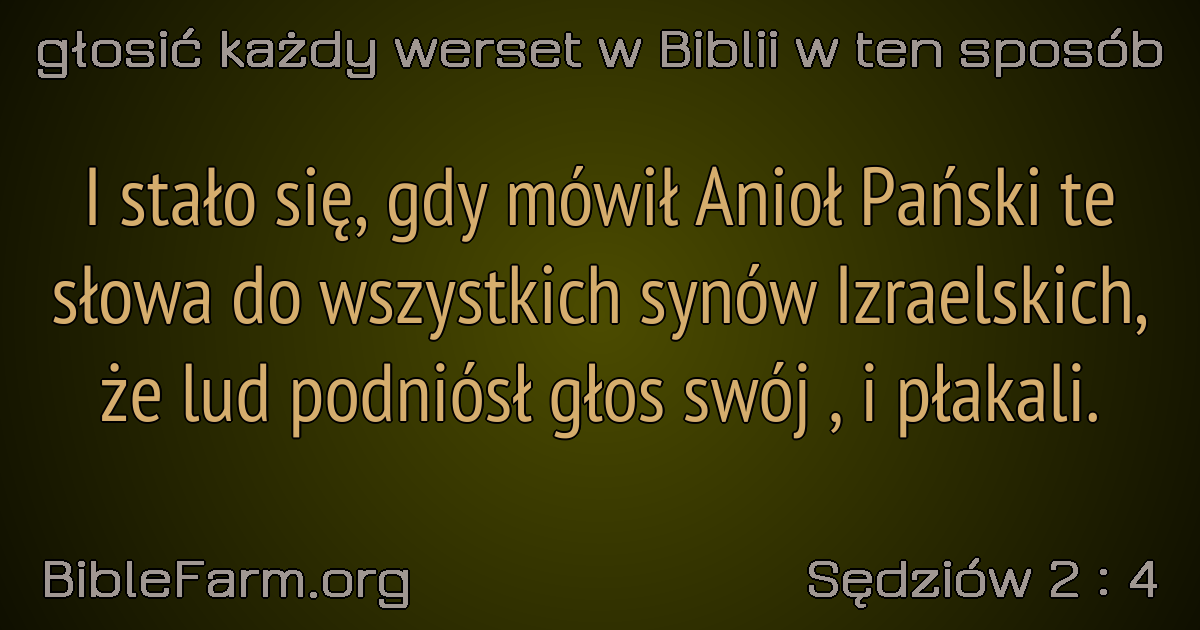 głosić każdy werset w Biblii w ten sposób
I stało się, gdy mówił Anioł Pański te
słowa do wszystkich synów Izraelskich,
że lud podniósł głos swój , i płakali.
BibleFarm.org
Sędziów 2 : 4